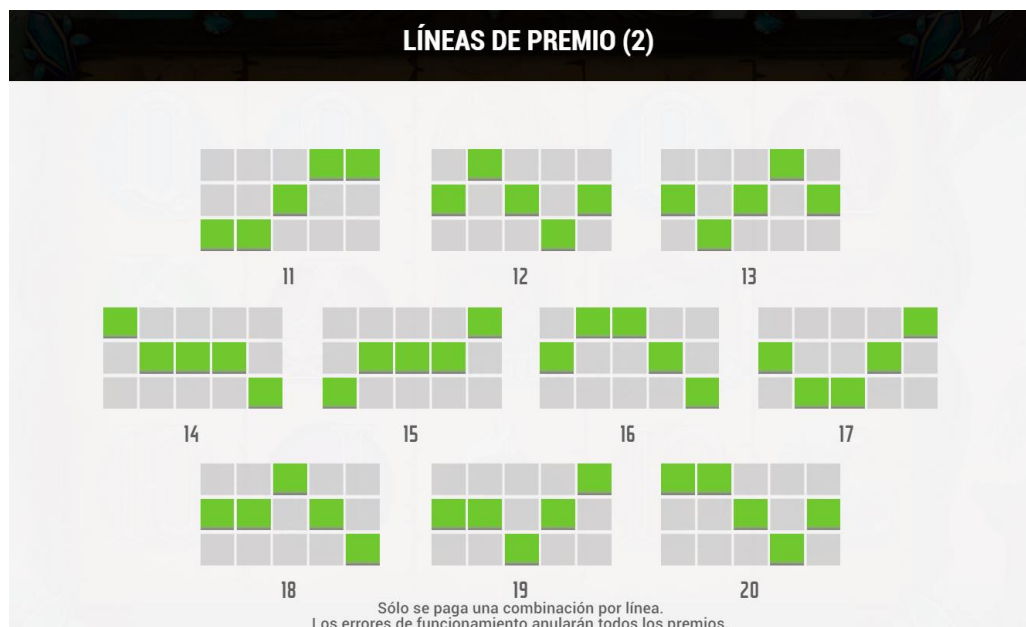 LÍNEAS DE PREMIO (2)
11 12 13
14 15 16 17
18 19 20
Sólo se paga una combinación por línea.
Los errores de funcionamiento anularán todos los premios